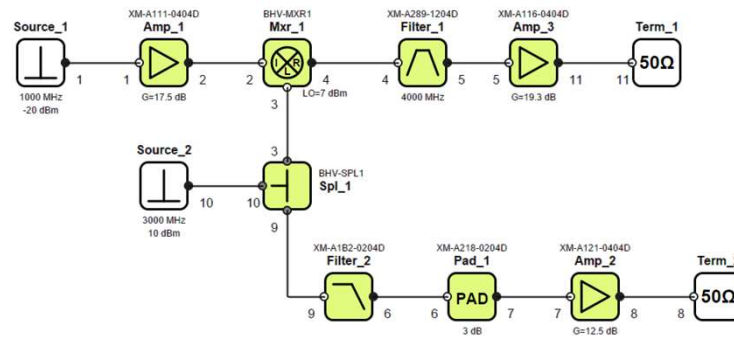 XM-A111-0404D
BHV-MXR1
XM-A289-1204D
XM-A116-0404D
Source_1
Amp_1
Mxr_1
Filter_1
Amp_3
Term_1
I
R
L
50Ω
1
1
2
2
4
4
5
5
11
11
1000 MHz
-20 dBm
G=17.5 dB
3
LO=7 dBm
4000 MHz
G=19.3 dB
Source_2
3
BHV-SPL1
Spl_1
10
10
3000 MHz
10 dBm
9
XM-A1B2-0204D
XM-A218-0204D
XM-A121-0404D
Filter_2
Pad_1
Amp_2
Term_
PAD
50Ω
9
6
6
7
7
8
8
3 dB
G=12.5 dB